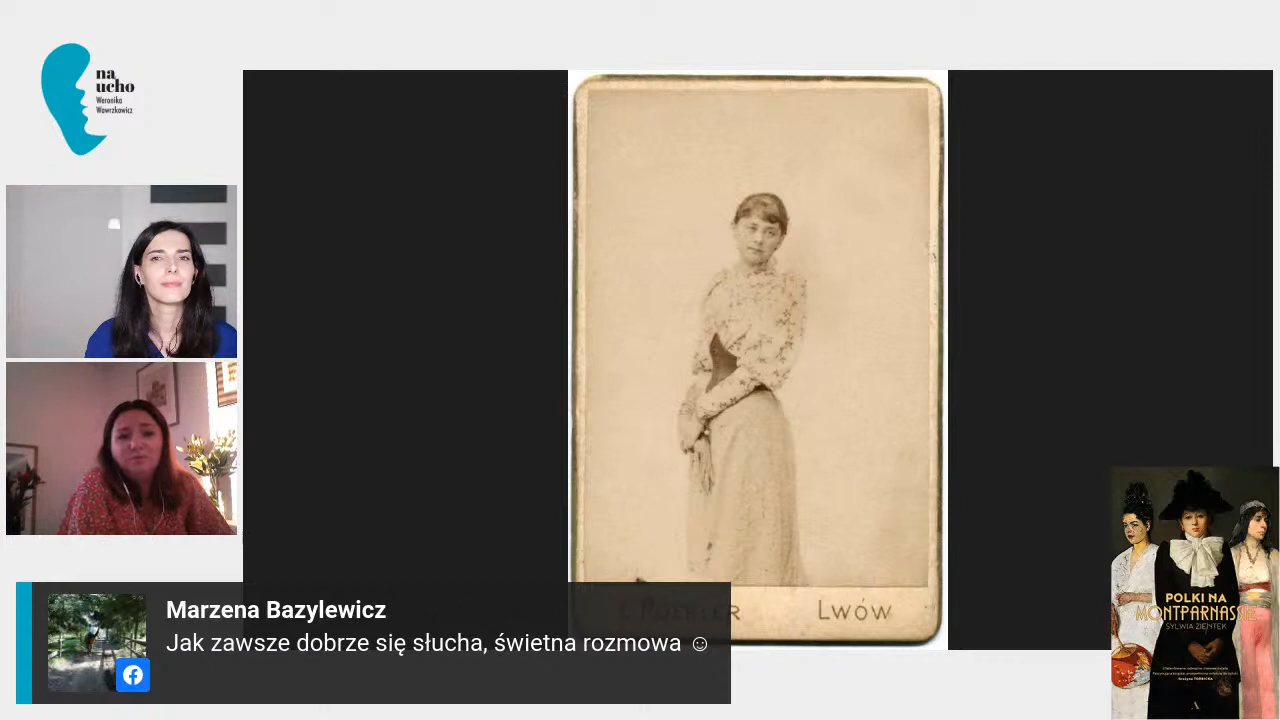 na
ucho
Weronika
Wawrzkowicz
LWÓW
Marzena Bazylewicz
Jak zawsze dobrze się słucha, świetna rozmowa ☺
POLKI NA
MONTPARNASSIE
SYLWIA ZIENTEK